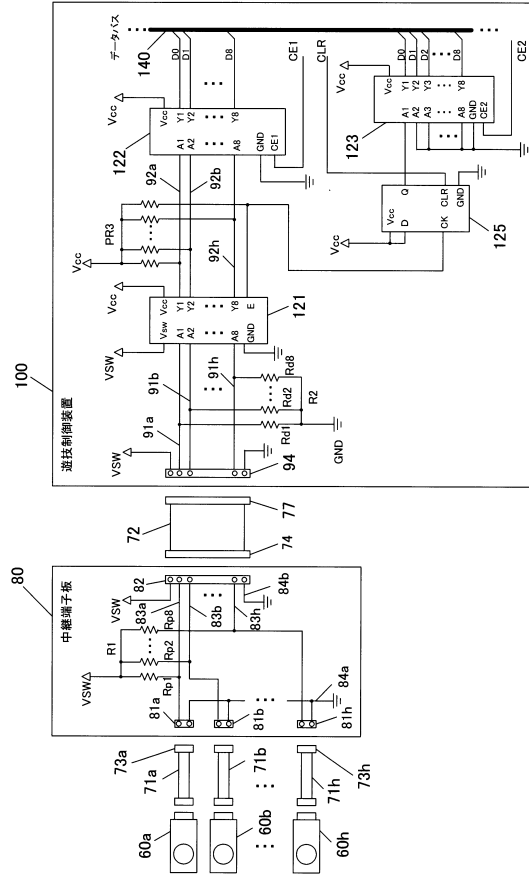 100
遊技制御装置
データバス
140
D0
D1
D8
CE1
CLR
D0
D1
D2
D8
CE2
Vcc
122
Vcc
A1 Y1
A2 Y2
A8 Y8
GND
CE1
92a
92b
92h
PR3
Vcc
Vcc
123
Vcc
A1 Y1
A2 Y2
A3 Y3
A8 Y8
GND
CE2
Vcc
Vcc
D Q
CK CLR
GND
125
VSW
Vcc
Vsw Vcc
A1 Y1
A2 Y2
A8 Y8
GND E
121
91a
91b
91h
VSW
Rd1
Rd2
Rd8
R2
GND
94
72
77
74
80
中継端子板
VSW
R1
Rp1
Rp2
Rp8
VSW
82
83a
83b
83h
84b
84a
81a
81b
81h
73a
71a
71b
71h
73h
60a
60b
60h